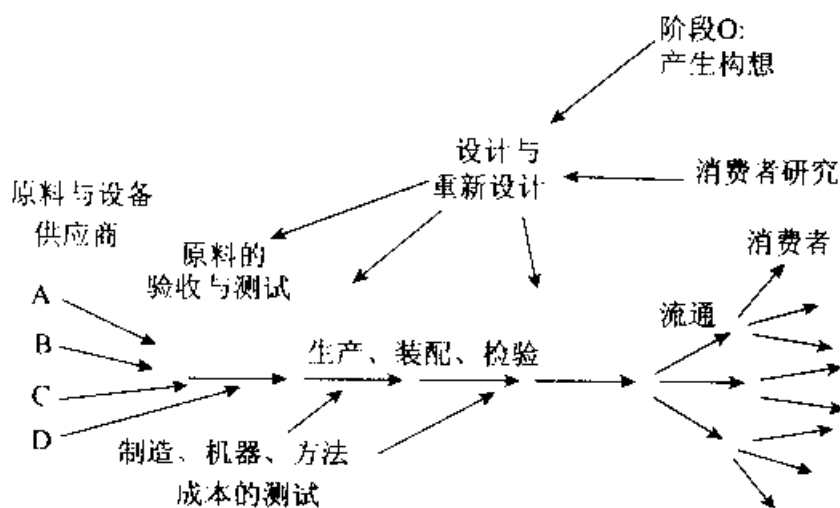 阶段O:
产生构想
设计与
重新设计
消费者研究
原料与设备
供应商
原料的
验收与测试
消费者
A
流通
B
生产、装配、检验
C
D
制造、机器、方法
成本的测试